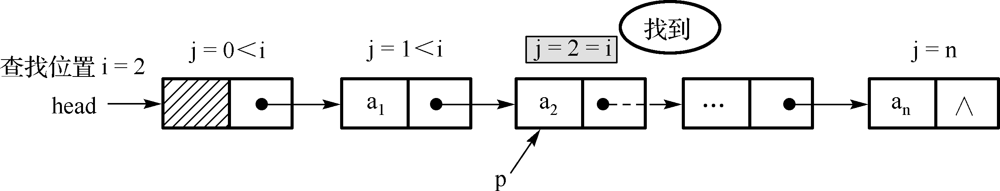 找到
j = 0＜i
j = 1＜i
j = 2 = i
j = n
查找位置 i = 2
head
a₁
a₂
…
aₙ
∧
p